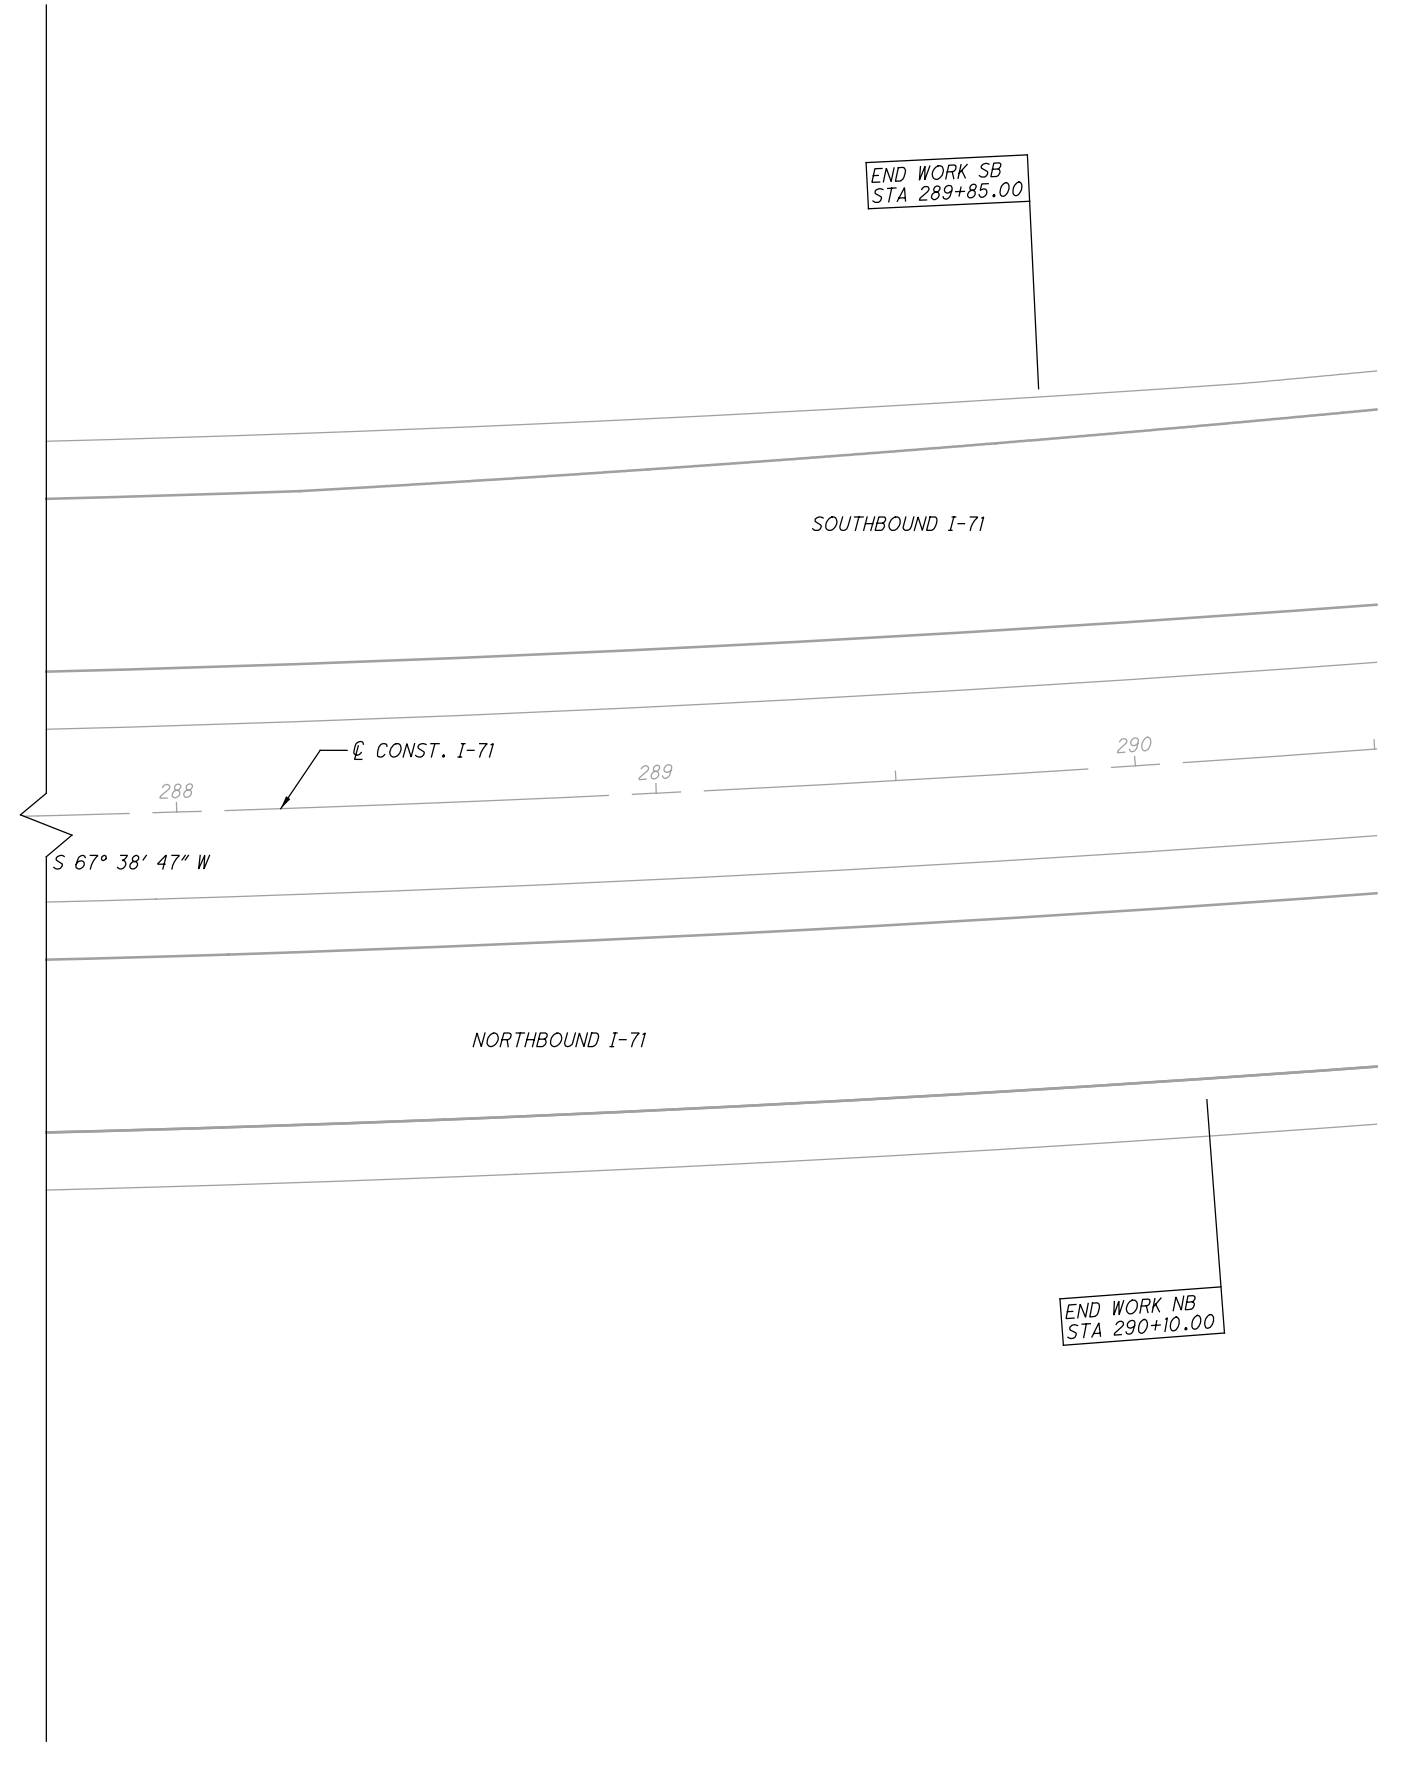 END WORK SB
STA 289+85.00
SOUTHBOUND I-71
290
℄ CONST. I-71
289
288
S 67° 38' 47" W
NORTHBOUND I-71
END WORK NB
STA 290+10.00